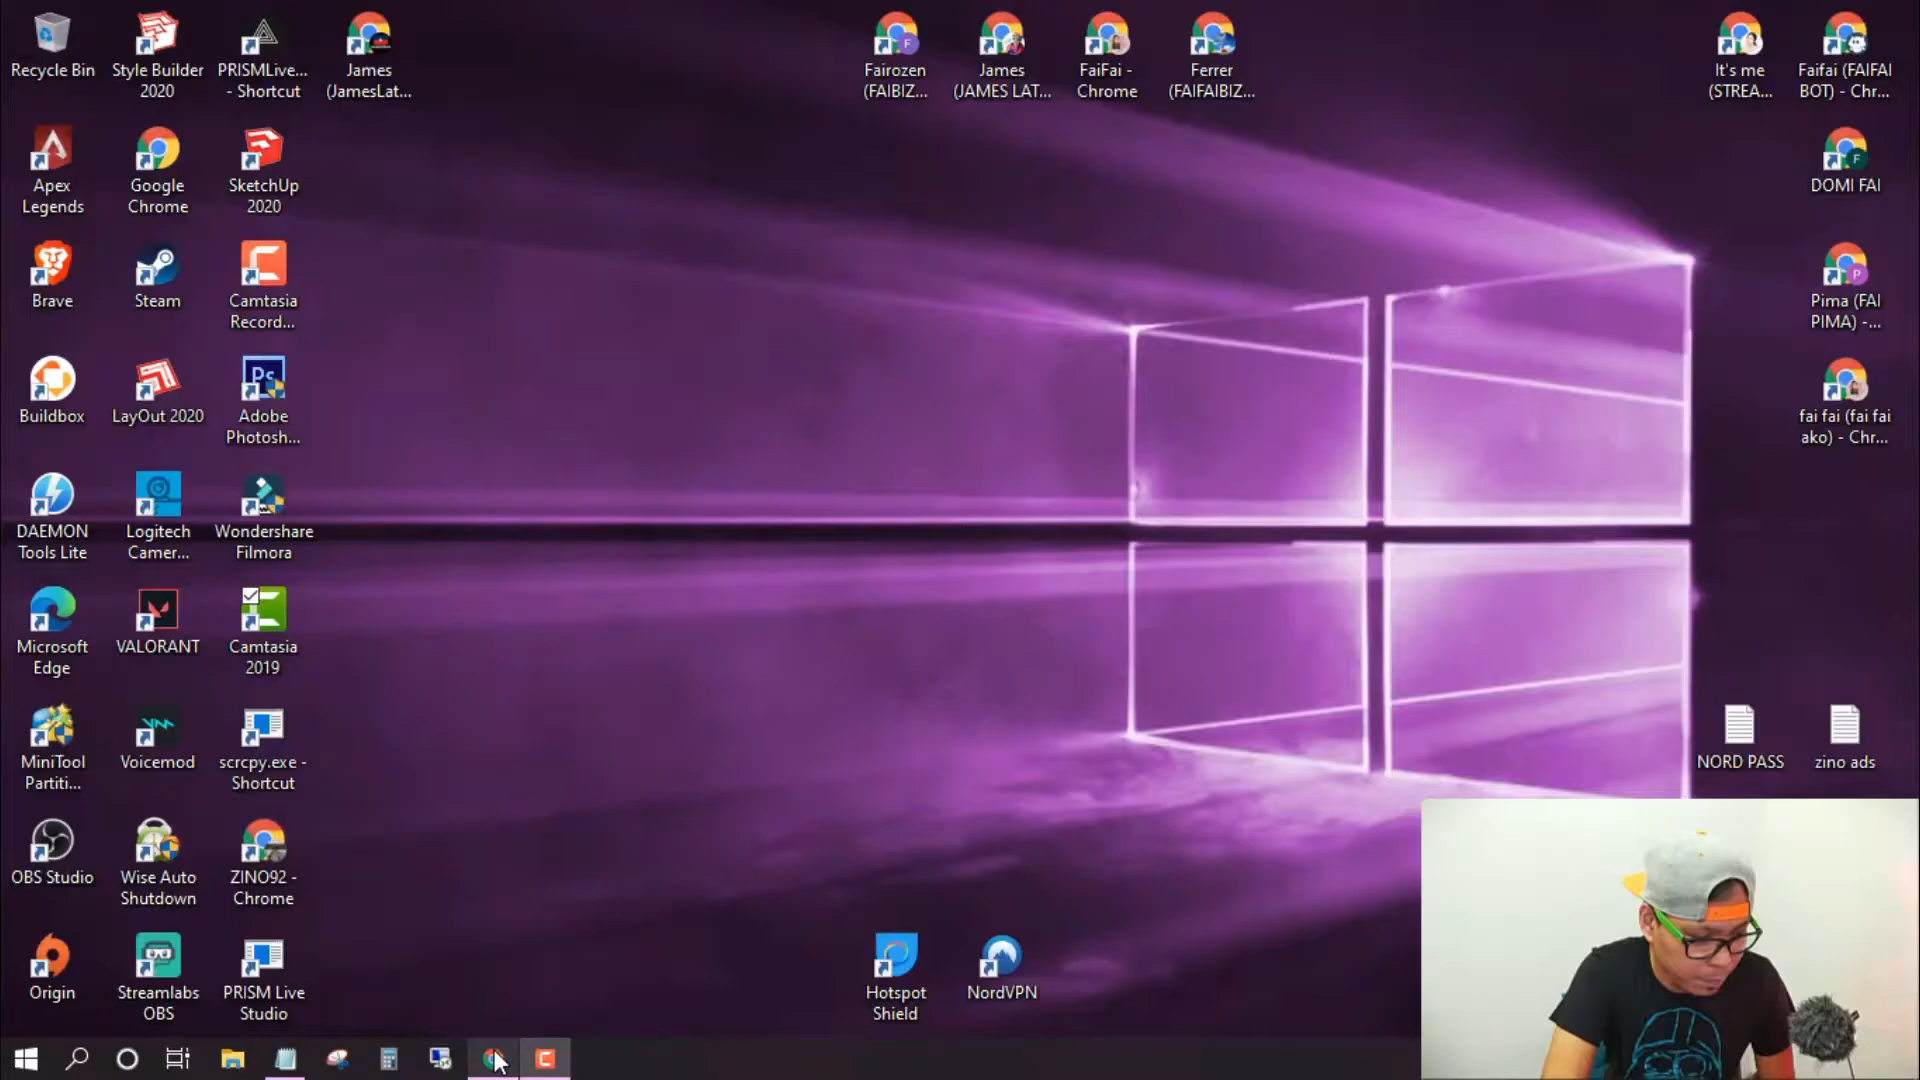 Recycle Bin
Style Builder
2020
PRISMLive...
- Shortcut
James
(JamesLat...
Fairozen
(FAIBIZ...
James
(JAMES LAT...
FaiFai -
Chrome
Ferrer
(FAIFAIBIZ...
It's me
(STREA...
Faifai (FAIFAI
BOT) - Chr...
Apex
Legends
Google
Chrome
SketchUp
2020
DOMI FAI
Brave
Steam
Camtasia
Record...
Pima (FAI
PIMA) -...
Buildbox
LayOut 2020
Ps
Adobe
Photosh...
fai fai (fai fai
ako) - Chr...
DAEMON
Tools Lite
Logitech
Camer...
Wondershare
Filmora
Microsoft
Edge
VALORANT
Camtasia
2019
MiniTool
Partiti...
Voicemod
scrcpy.exe -
Shortcut
NORD PASS
zino ads
OBS Studio
Wise Auto
Shutdown
ZINO92 -
Chrome
Origin
Streamlabs
OBS
PRISM Live
Studio
Hotspot
Shield
NordVPN